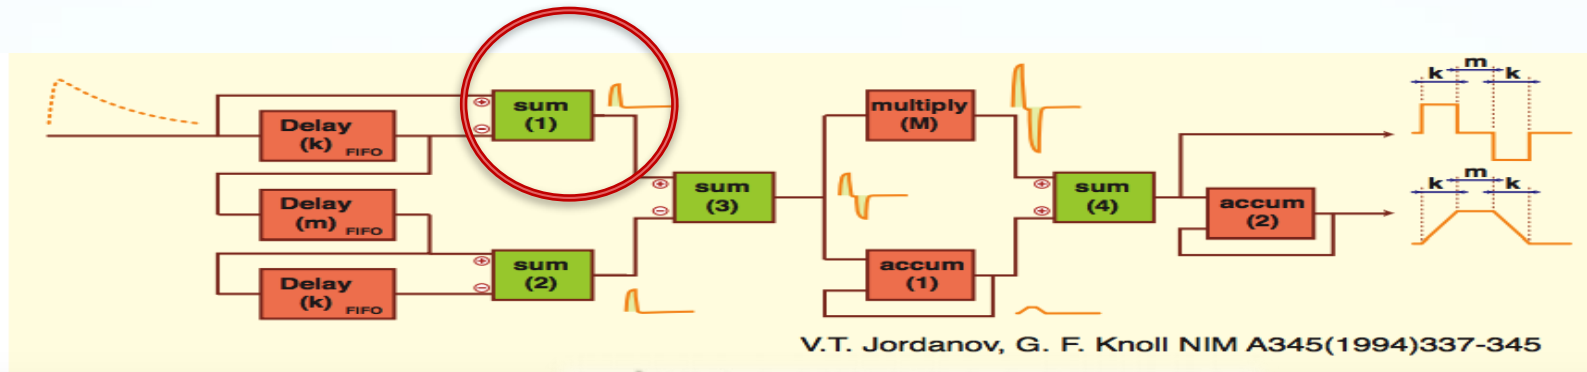 Delay
(k) FIFO
Delay
(m) FIFO
Delay
(k) FIFO
+
−
sum
(1)
+
−
sum
(2)
+
−
sum
(3)
multiply
(M)
accum
(1)
+
+
sum
(4)
accum
(2)
k m k
k m k
V.T. Jordanov, G. F. Knoll NIM A345(1994)337-345